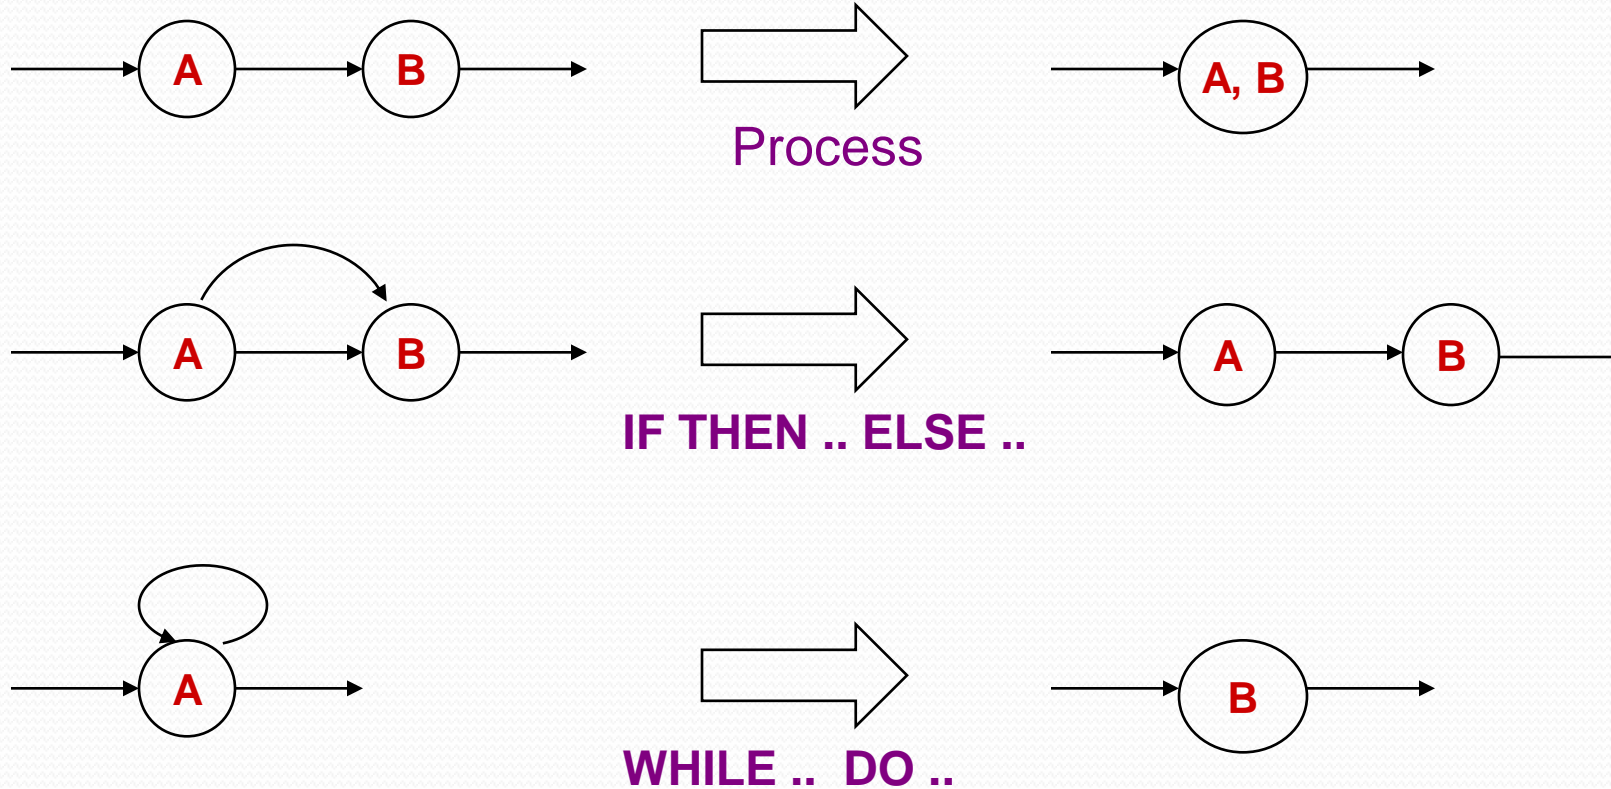 A B A, B
Process
A B A B
IF THEN .. ELSE ..
A B
WHILE .. DO ..